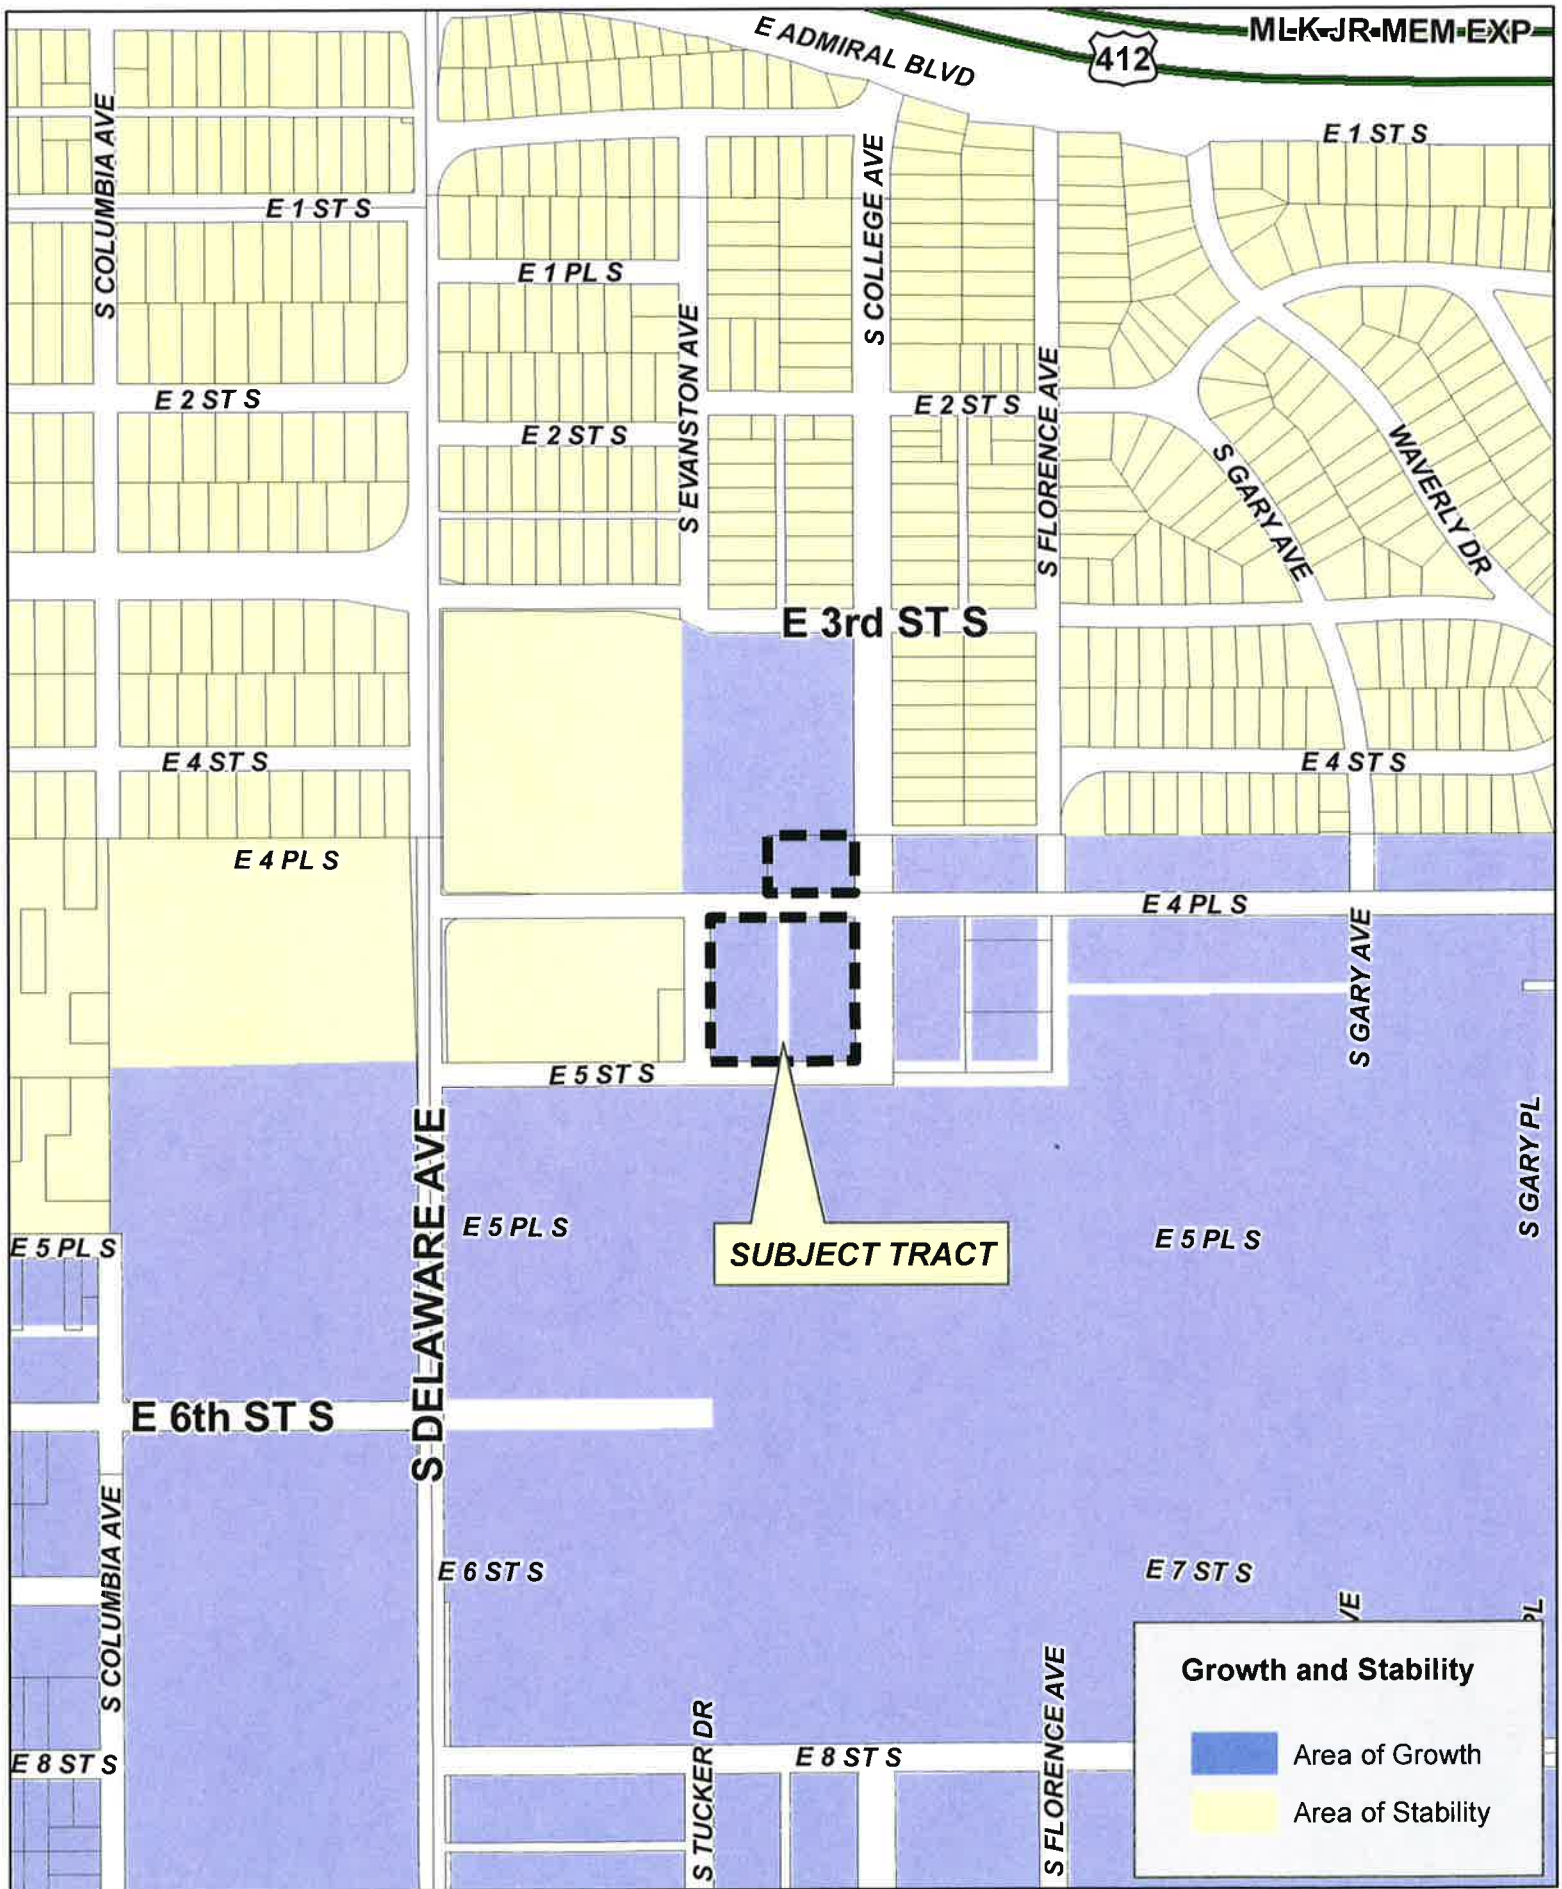 E ADMIRAL BLVD
MLK JR MEM EXP
412
E 1 ST S
S COLUMBIA AVE
S COLLEGE AVE
E 1 ST S
E 1 PL S
S EVANSTON AVE
S FLORENCE AVE
E 2 ST S
E 2 ST S
E 2 ST S
S GARY AVE
WAVERLY DR
E 3rd ST S
E 4 ST S
E 4 ST S
E 4 PL S
E 4 PL S
S GARY AVE
E 5 ST S
S GARY PL
S DELAWARE AVE
E 5 PL S
E 5 PL S
E 5 PL S
SUBJECT TRACT
E 6th ST S
S COLUMBIA AVE
E 6 ST S
E 7 ST S
VE
PL
Growth and Stability
Area of Growth
Area of Stability
S TUCKER DR
S FLORENCE AVE
E 8 ST S
E 8 ST S